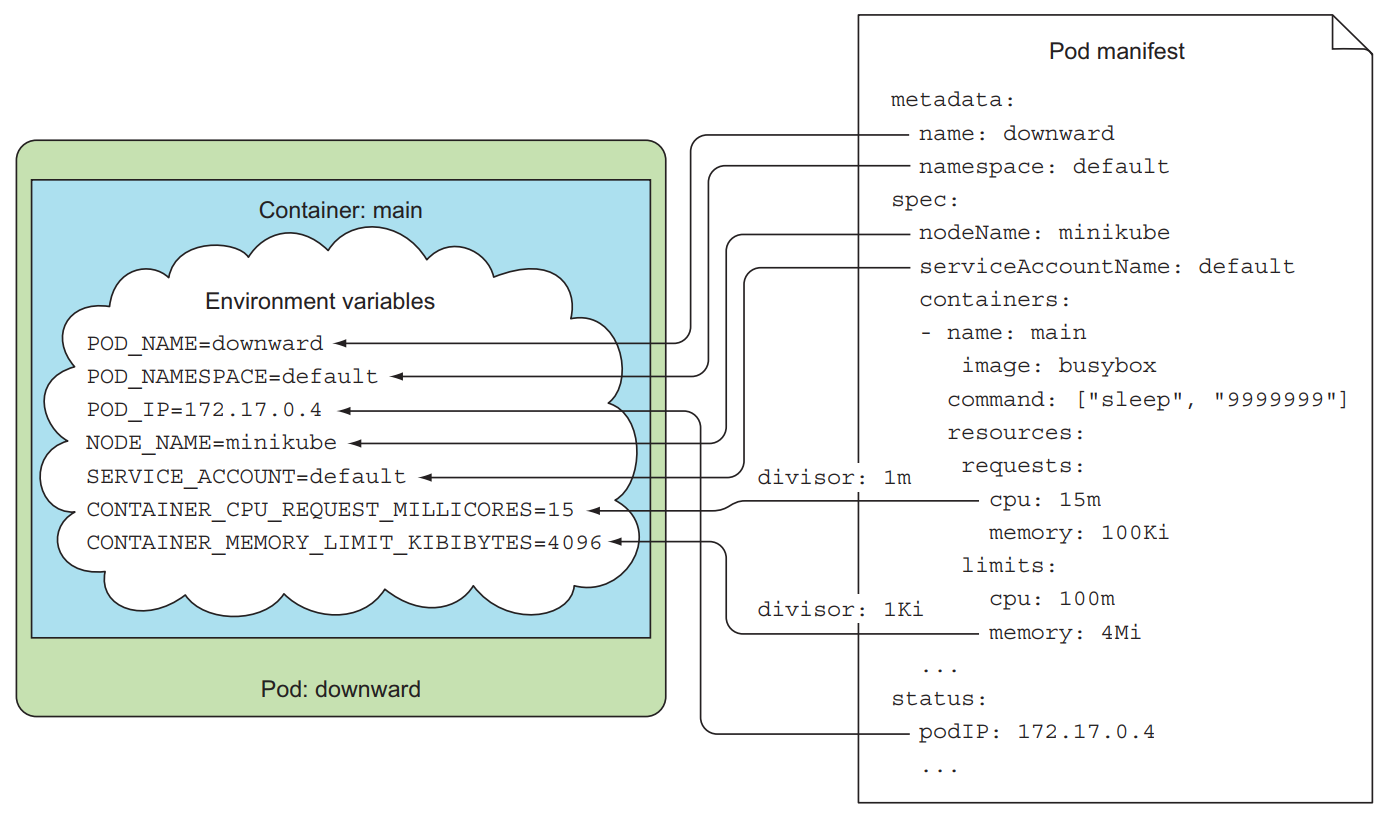 Container: main
Environment variables
POD_NAME=downward
POD_NAMESPACE=default
POD_IP=172.17.0.4
NODE_NAME=minikube
SERVICE_ACCOUNT=default
CONTAINER_CPU_REQUEST_MILLICORES=15
CONTAINER_MEMORY_LIMIT_KIBIBYTES=4096
Pod: downward
divisor: 1m
divisor: 1Ki
Pod manifest
metadata:
name: downward
namespace: default
spec:
nodeName: minikube
serviceAccountName: default
containers:
- name: main
image: busybox
command: ["sleep", "9999999"]
resources:
requests:
cpu: 15m
memory: 100Ki
limits:
cpu: 100m
memory: 4Mi
...
status:
podIP: 172.17.0.4
...